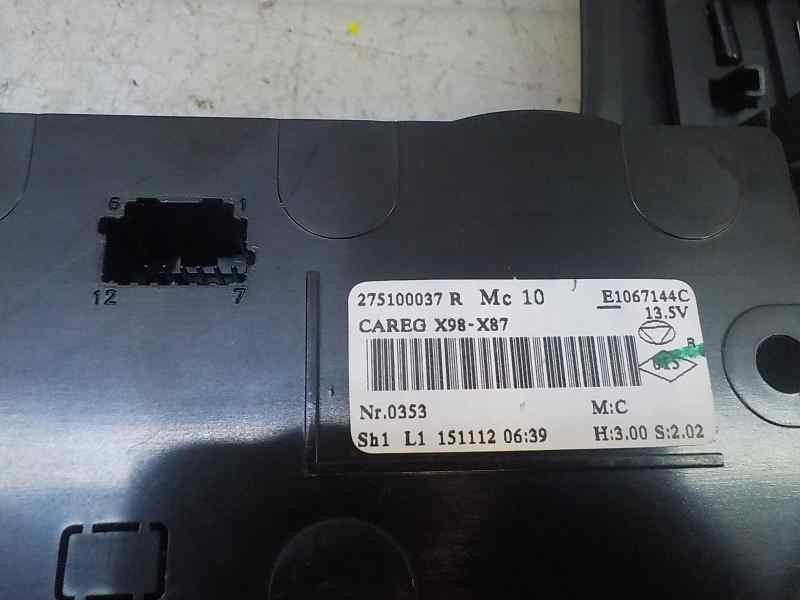 6 1
12 7
275100037 R Mc 10 E1067144C
CAREG X98-X87 13.5V
R
Nr.0353 M:C
Sh1 L1 151112 06:39 H:3.00 S:2.02